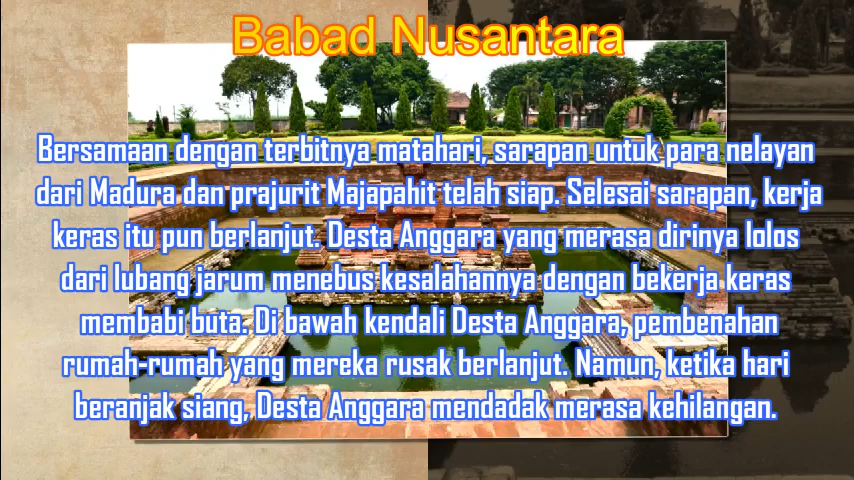 Babad Nusantara
Bersamaan dengan terbitnya matahari, sarapan untuk para nelayan
dari Madura dan prajurit Majapahit telah siap. Selesai sarapan, kerja
keras itu pun berlanjut. Desta Anggara yang merasa dirinya lolos
dari lubang jarum menebus kesalahannya dengan bekerja keras
membabi buta. Di bawah kendali Desta Anggara, pembenahan
rumah-rumah yang mereka rusak berlanjut. Namun, ketika hari
beranjak siang, Desta Anggara mendadak merasa kehilangan.